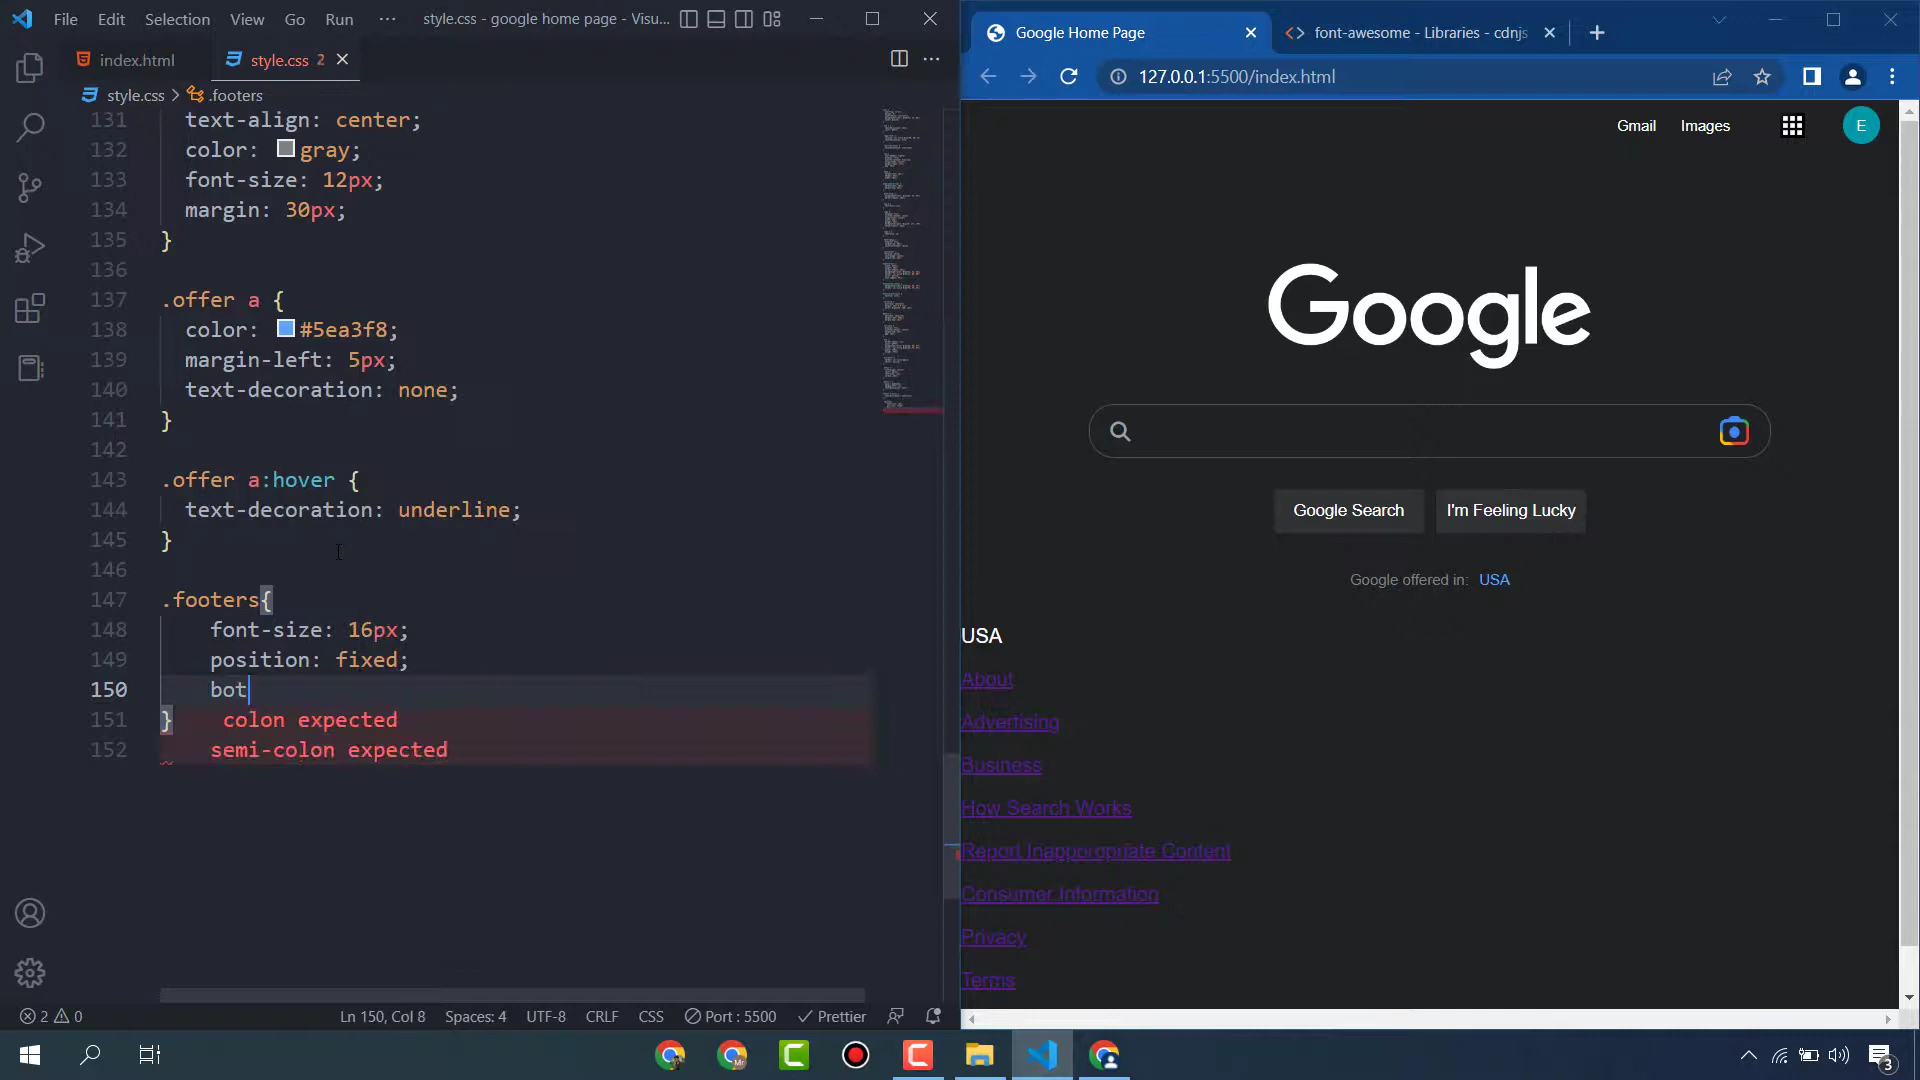 File Edit Selection View Go Run ··· style.css - google home page - Visu...
index.html style.css 2
style.css > .footers
131 text-align: center;
132 color: gray;
133 font-size: 12px;
134 margin: 30px;
135 }
136
137 .offer a {
138 color: #5ea3f8;
139 margin-left: 5px;
140 text-decoration: none;
141 }
142
143 .offer a:hover {
144 text-decoration: underline;
145 }
146
147 .footers{
148 font-size: 16px;
149 position: fixed;
150 bot
151 } colon expected
152 semi-colon expected
2 0 Ln 150, Col 8 Spaces: 4 UTF-8 CRLF CSS Port : 5500 Prettier
Google Home Page font-awesome - Libraries - cdnjs
127.0.0.1:5500/index.html
Gmail Images E
Google
Google Search I'm Feeling Lucky
Google offered in: USA
USA
About
Advertising
Business
How Search Works
Report Inapporopriate Content
Consumer Information
Privacy
Terms
3